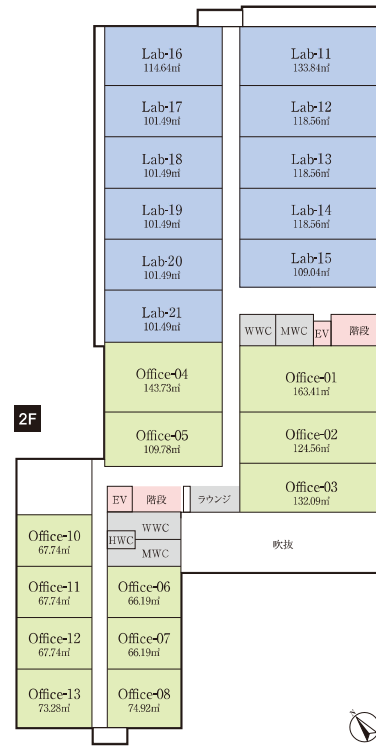 Lab-16
114.64㎡
Lab-11
133.84㎡
Lab-17
101.49㎡
Lab-12
118.56㎡
Lab-18
101.49㎡
Lab-13
118.56㎡
Lab-19
101.49㎡
Lab-14
118.56㎡
Lab-20
101.49㎡
Lab-15
109.04㎡
Lab-21
101.49㎡
WWC
MWC
EV
階段
Office-04
143.73㎡
Office-01
163.41㎡
2F
Office-05
109.78㎡
Office-02
124.56㎡
Office-03
132.09㎡
EV
階段
ラウンジ
Office-10
67.74㎡
HWC
WWC
MWC
吹抜
Office-11
67.74㎡
Office-06
66.19㎡
Office-12
67.74㎡
Office-07
66.19㎡
Office-13
73.28㎡
Office-08
74.92㎡